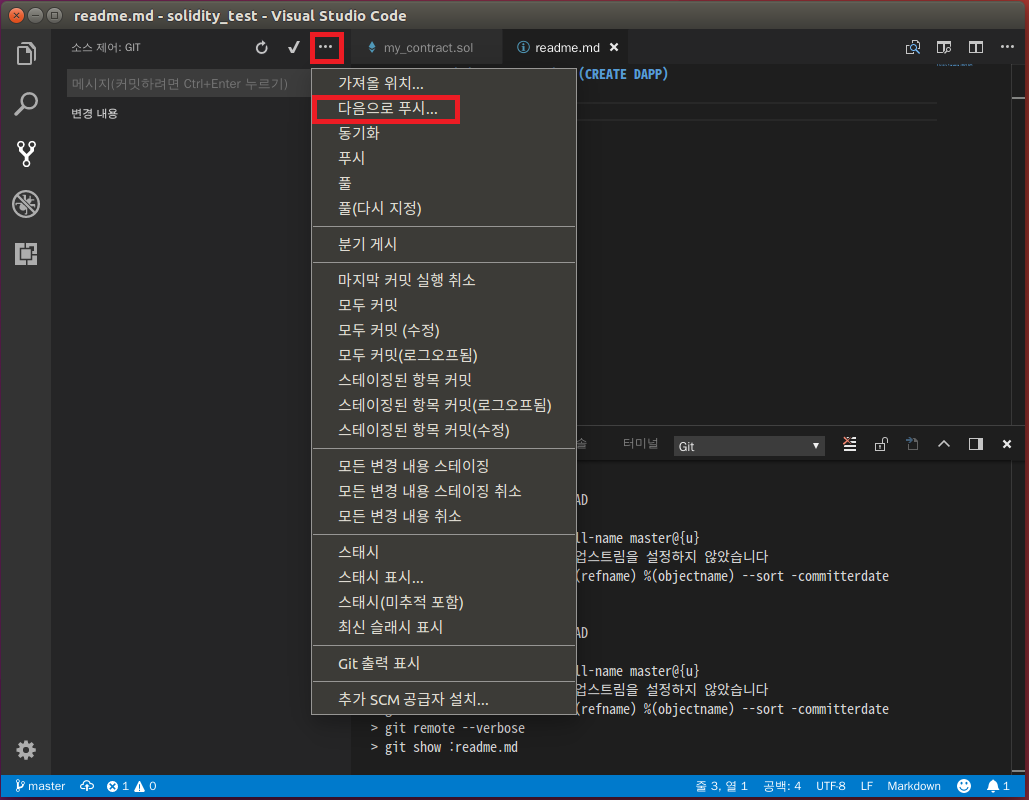 readme.md - solidity_test - Visual Studio Code
소스 제어: GIT
my_contract.sol
readme.md
메시지(커밋하려면 Ctrl+Enter 누르기)
변경 내용
(CREATE DAPP)
가져올 위치...
다음으로 푸시...
동기화
푸시
풀
풀(다시 지정)
분기 게시
마지막 커밋 실행 취소
모두 커밋
모두 커밋 (수정)
모두 커밋(로그오프됨)
스테이징된 항목 커밋
스테이징된 항목 커밋(로그오프됨)
스테이징된 항목 커밋(수정)
모든 변경 내용 스테이징
모든 변경 내용 스테이징 취소
모든 변경 내용 취소
스태시
스태시 표시...
스태시(미추적 포함)
최신 슬래시 표시
Git 출력 표시
추가 SCM 공급자 설치...
솔 터미널 Git
AD
ll-name master@{u}
업스트림을 설정하지 않았습니다
(refname) %(objectname) --sort -committerdate
AD
ll-name master@{u}
업스트림을 설정하지 않았습니다
(refname) %(objectname) --sort -committerdate
> git remote --verbose
> git show :readme.md
master 1 0 줄 3, 열 1 공백: 4 UTF-8 LF Markdown 1